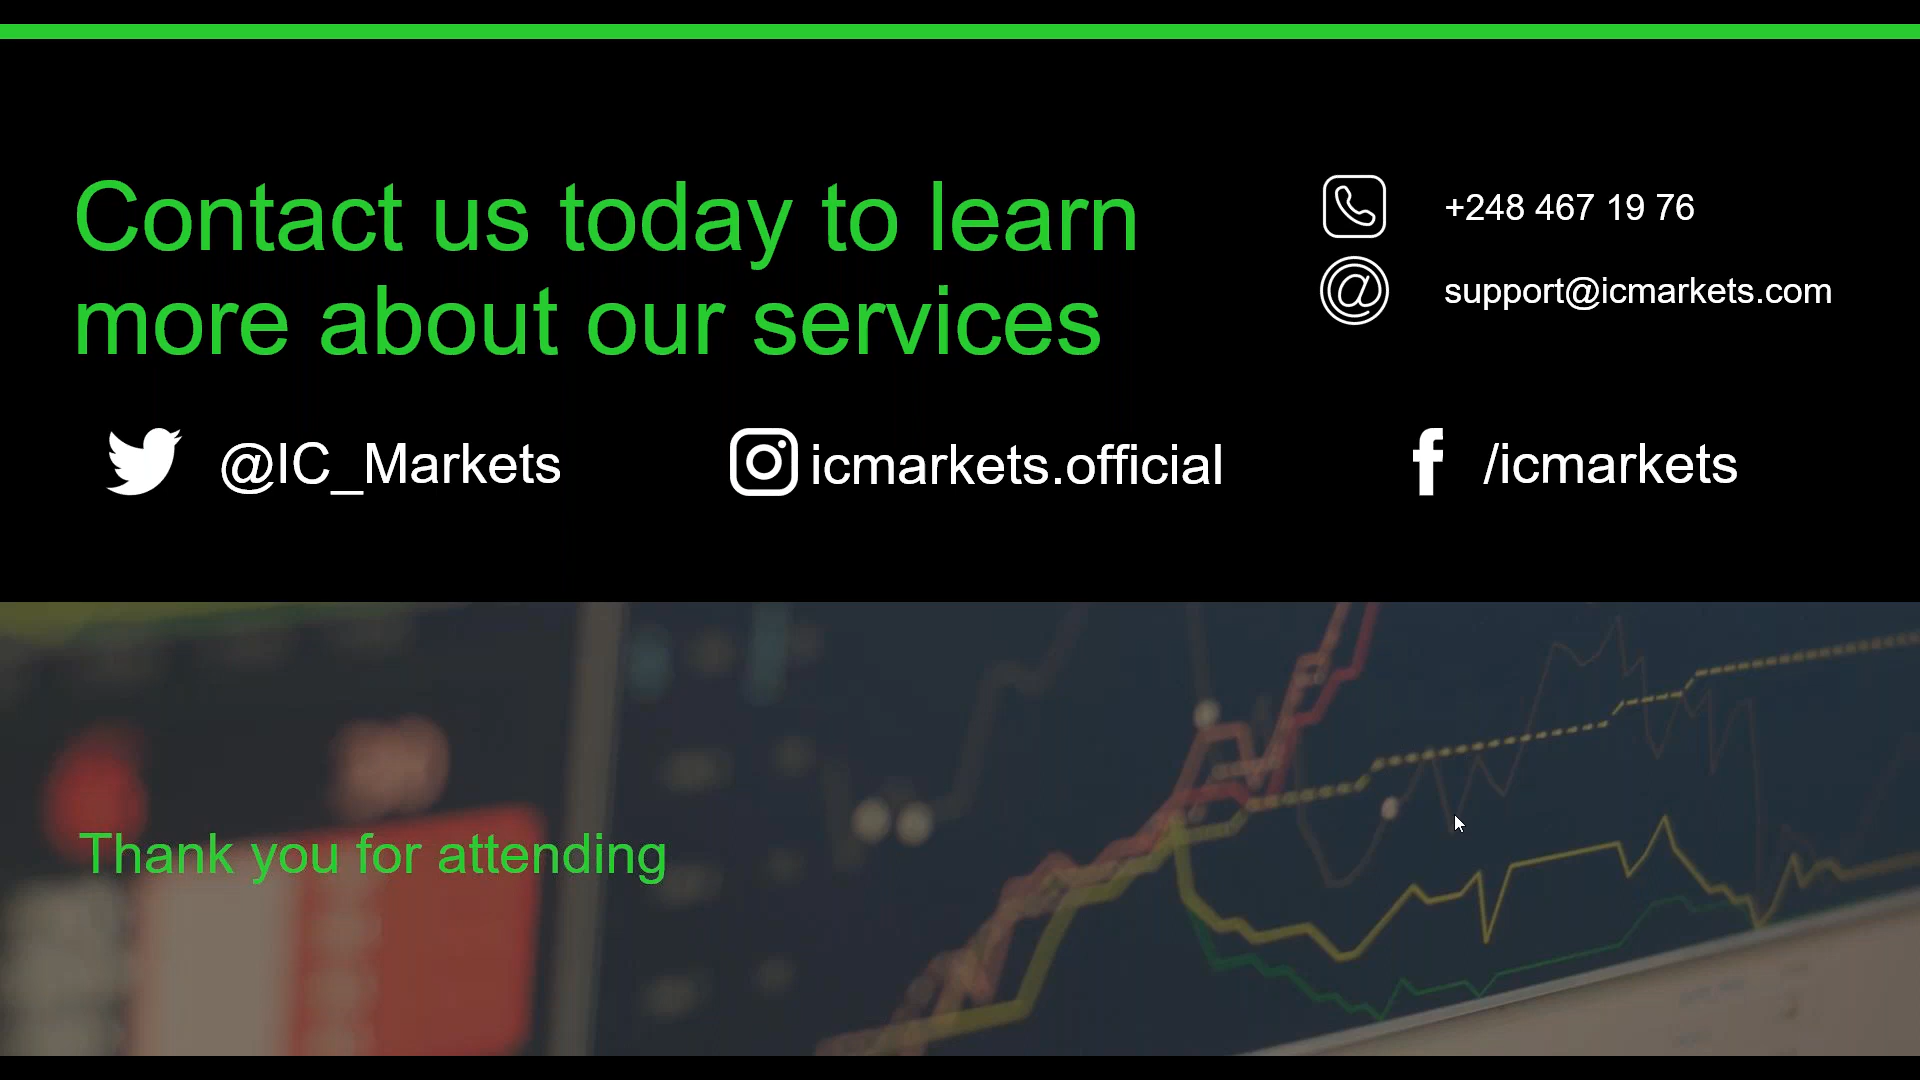 Contact us today to learn
more about our services
+248 467 19 76
support@icmarkets.com
@IC_Markets
icmarkets.official
/icmarkets
Thank you for attending